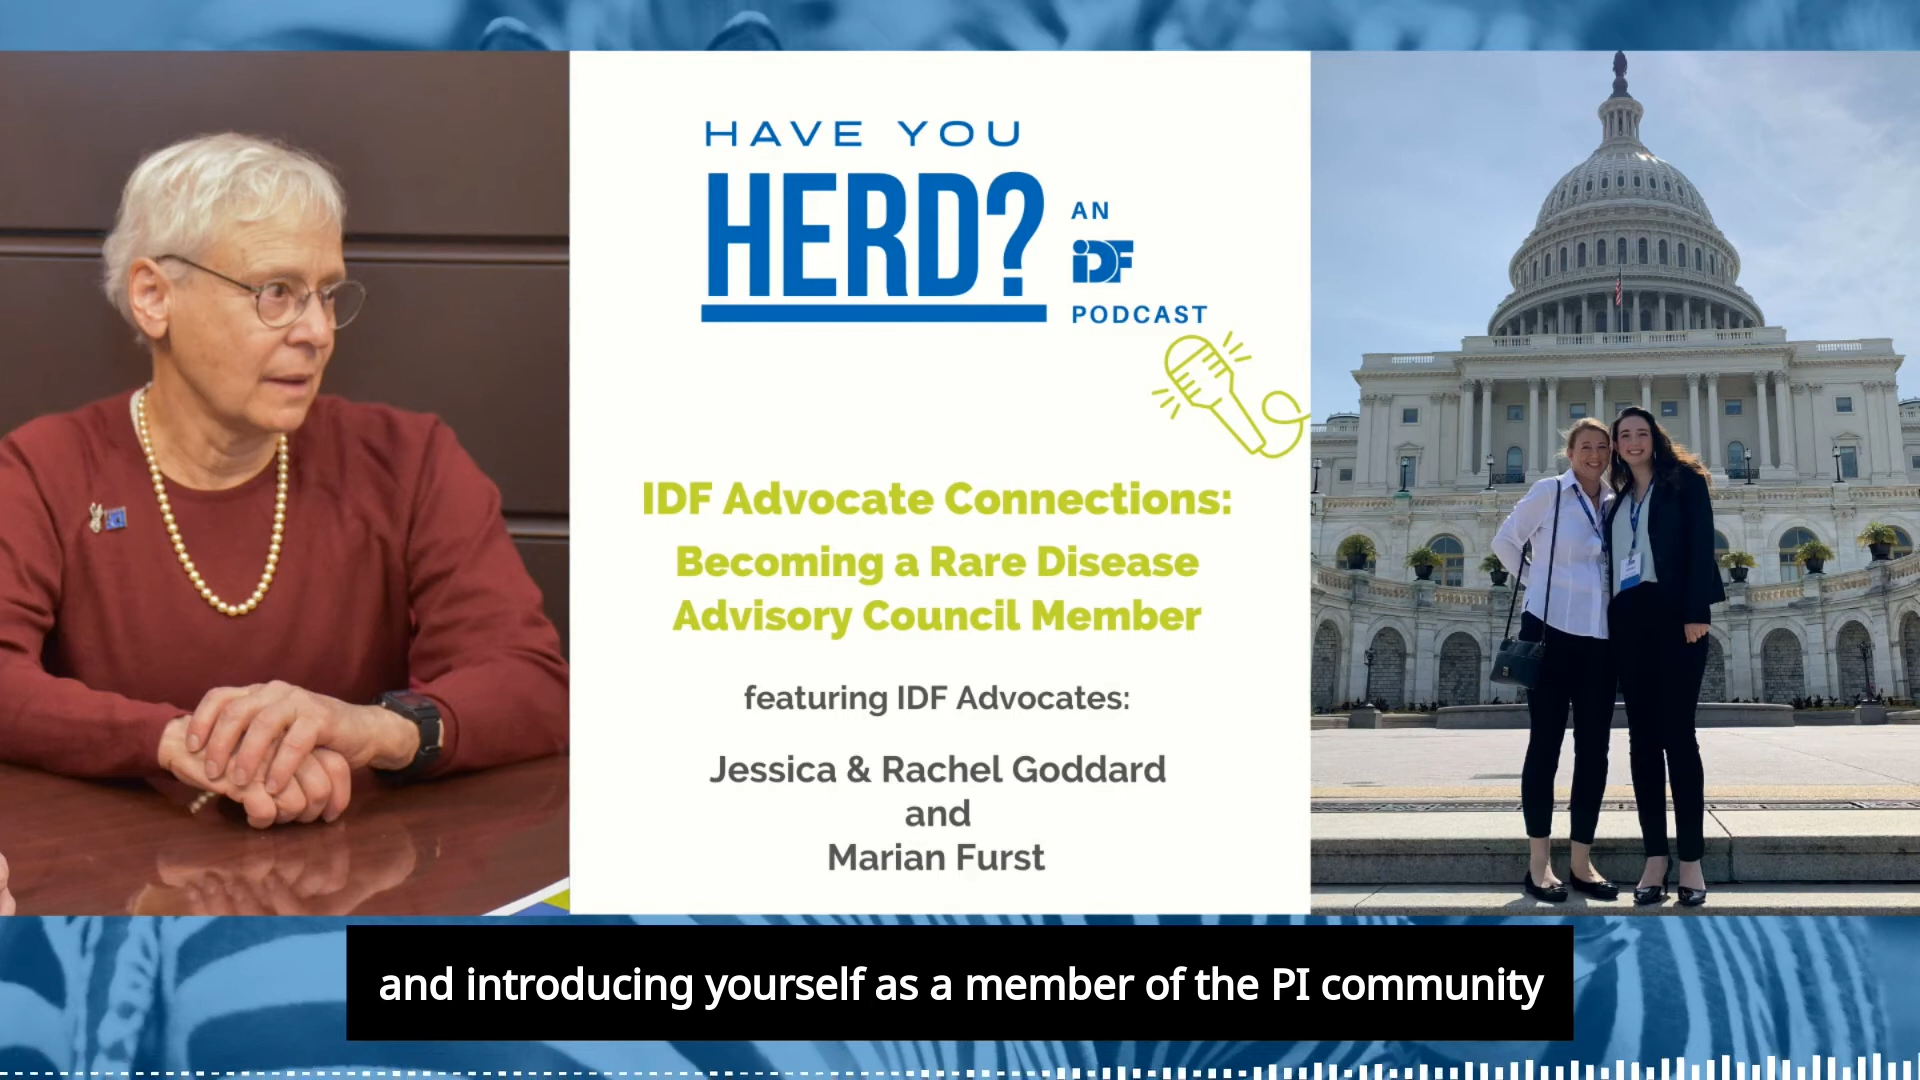 HAVE YOU
HERD?
AN
IDF
PODCAST
IDF Advocate Connections:
Becoming a Rare Disease
Advisory Council Member
featuring IDF Advocates:
Jessica & Rachel Goddard
and
Marian Furst
and introducing yourself as a member of the PI community